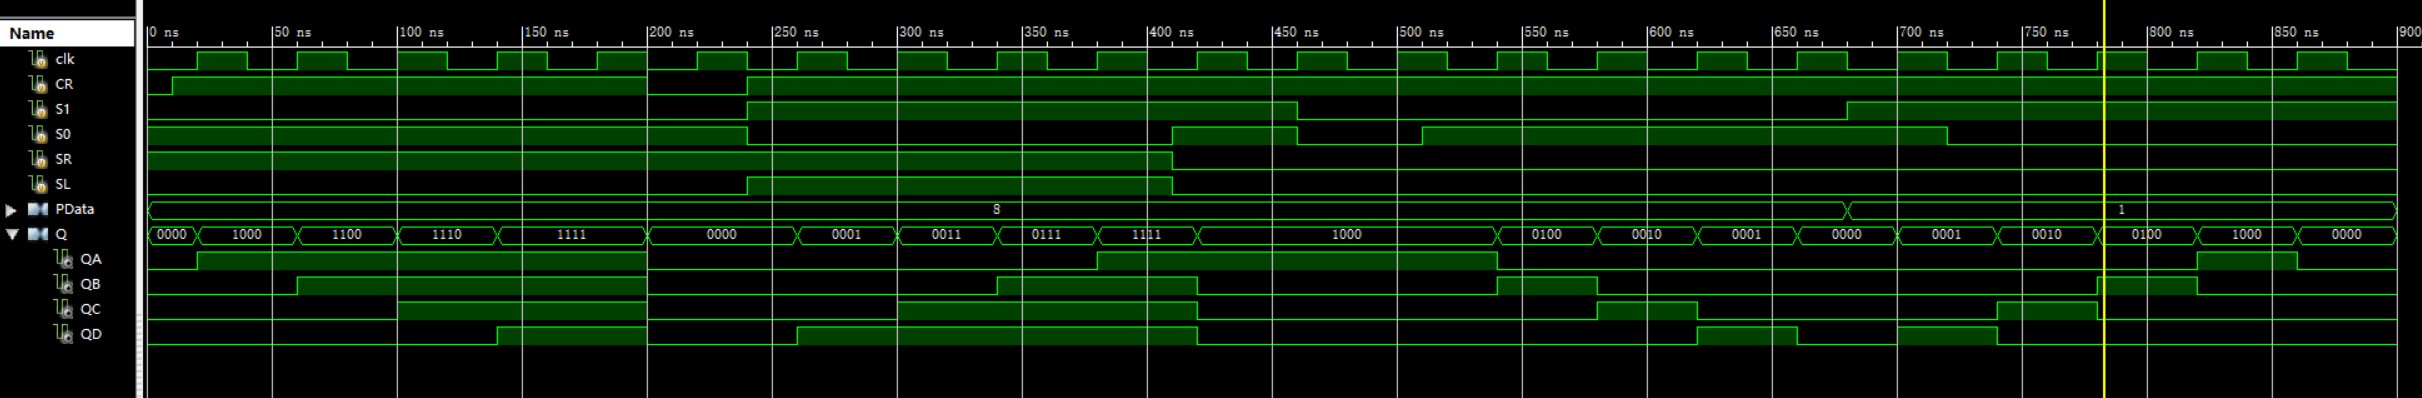 0 ns 50 ns 100 ns 150 ns 200 ns 250 ns 300 ns 350 ns 400 ns 450 ns 500 ns 550 ns 600 ns 650 ns 700 ns 750 ns 800 ns 850 ns 900
Name
clk
CR
S1
S0
SR
SL
PData 8 1
Q 0000 1000 1100 1110 1111 0000 0001 0011 0111 1111 1000 0100 0010 0001 0000 0001 0010 0100 1000 0000
QA
QB
QC
QD